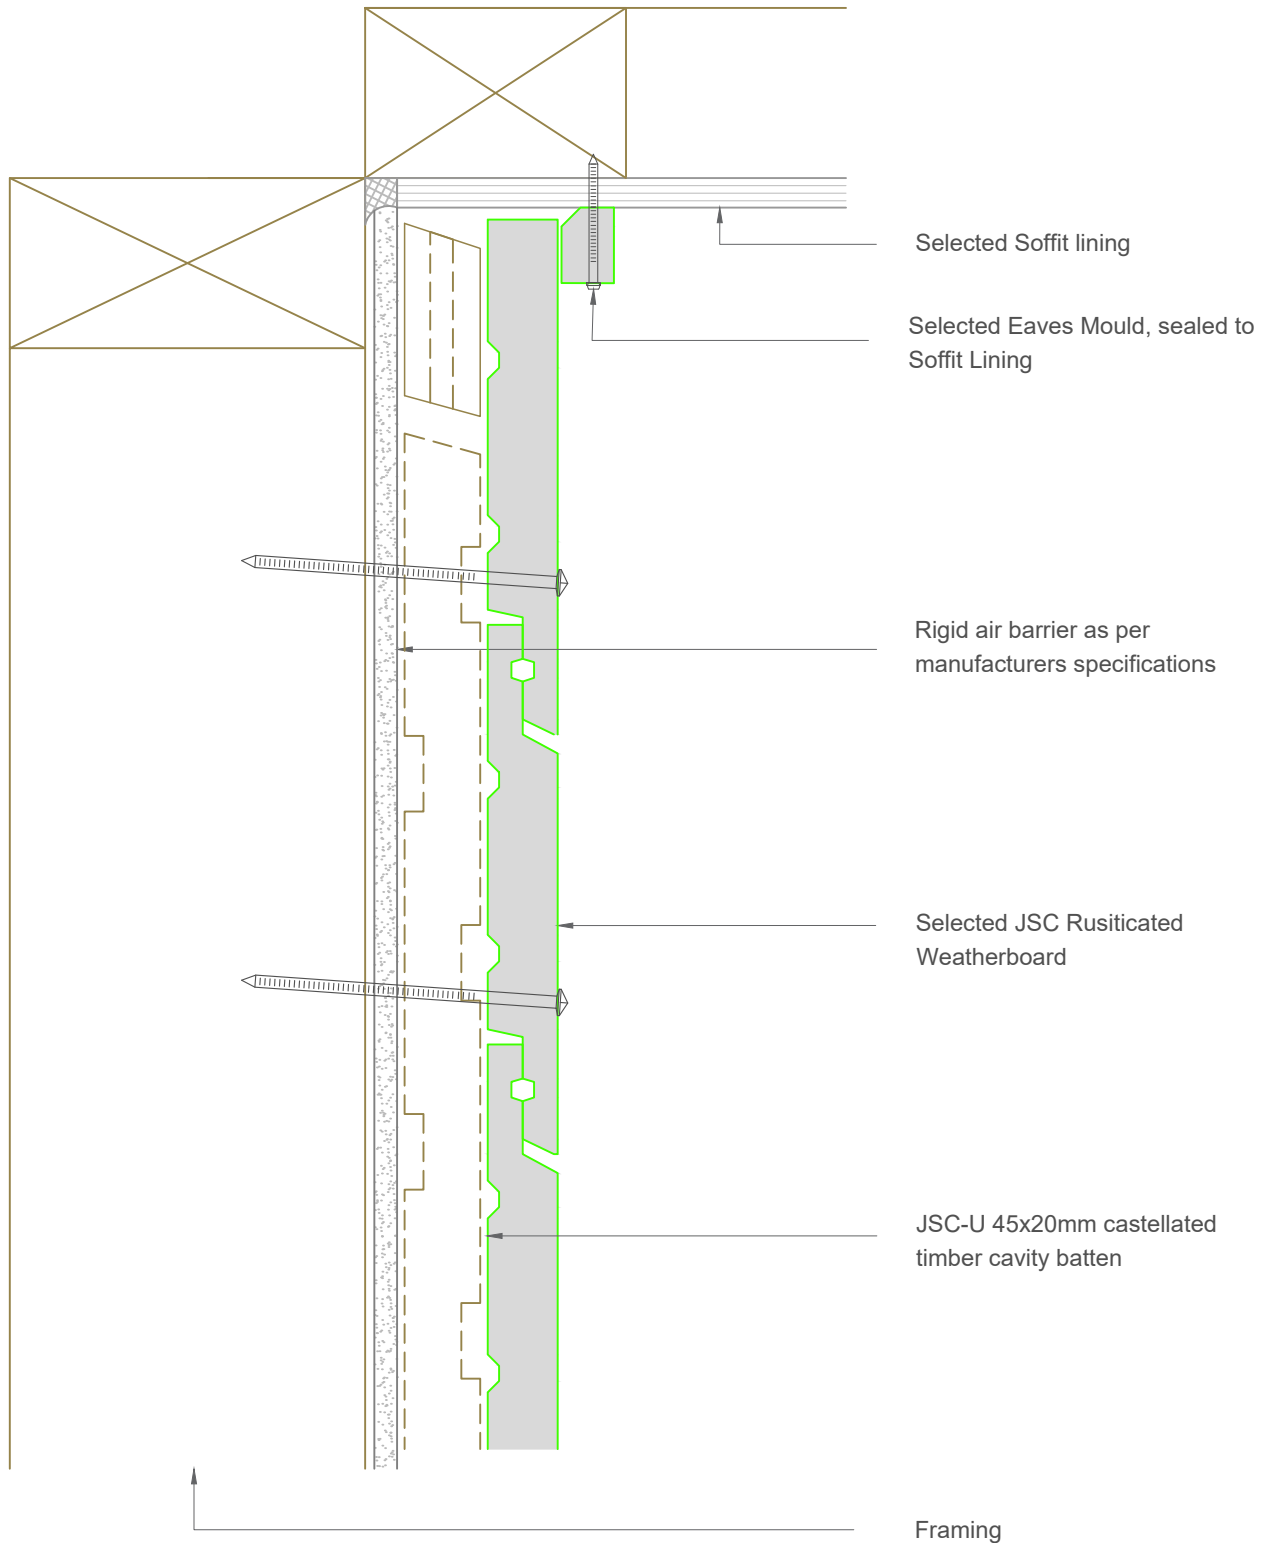 Selected Soffit lining
Selected Eaves Mould, sealed to
Soffit Lining
Rigid air barrier as per
manufacturers specifications
Selected JSC Rusiticated
Weatherboard
JSC-U 45x20mm castellated
timber cavity batten
Framing